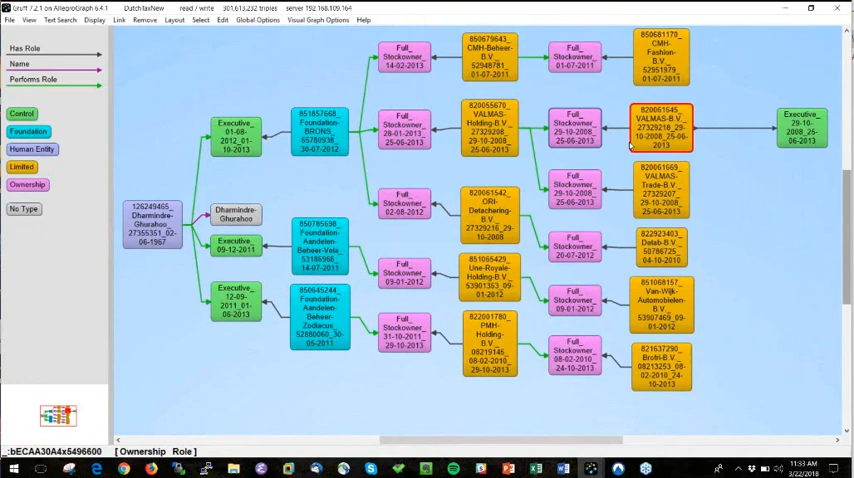 Gruff 7.2.1 on AllegroGraph 6.4.1 DutchTaxNew read / write 301,613,232 triples server 192.168.109.164
File View Text Search Display Link Remove Layout Select Edit Global Options Visual Graph Options Help
Has Role
Name
Performs Role
Control
Foundation
Human Entity
Limited
Ownership
No Type
126249465_
Dharmindre-
Ghurahoo_
27355351_02-
06-1967
Executive_
01-08-
2012_01-
10-2013
Dharmindre-
Ghurahoo
Executive_
09-12-2011
Executive_
12-09-
2011_01-
06-2013
851857668_
Foundation-
BRONS_
55780938_
30-07-2012
850785698_
Foundation-
Aandelen-
Beheer-Vela_
53185966_
14-07-2011
850645244_
Foundation-
Aandelen-
Beheer-
Zodiacus_
52880060_30-
05-2011
Full_
Stockowner_
14-02-2013
Full_
Stockowner_
28-01-2013_
25-06-2013
Full_
Stockowner_
02-08-2012
Full_
Stockowner_
09-01-2012
Full_
Stockowner_
31-10-2011_
29-10-2013
850679643_
CMH-Beheer-
B.V._
52948781_
01-07-2011
820055670_
VALMAS-
Holding-B.V._
27329208_
29-10-2008_
25-06-2013
820061542_
ORI-
Detachering-
B.V._
27329216_29-
10-2008
851065429_
Une-Royale-
Holding-B.V._
53901353_09-
01-2012
822001780_
PMH-
Holding-
B.V._
08219145_
08-02-2010_
29-10-2013
Full_
Stockowner_
01-07-2011
Full_
Stockowner_
29-10-2008_
25-06-2013
Full_
Stockowner_
29-10-2008_
25-06-2013
Full_
Stockowner_
20-07-2012
Full_
Stockowner_
09-01-2012
Full_
Stockowner_
08-02-2010_
24-10-2013
850681170_
CMH-
Fashion-
B.V._
52951979_
01-07-2011
820061645_
VALMAS-B.V._
27329218_29-
10-2008_25-06-
2013
820061669_
VALMAS-
Trade-B.V._
27329207_
29-10-2008_
25-06-2013
822923403_
Detab-B.V._
50786725_
04-10-2010
851068157_
Van-Wijk-
Automobielen-
B.V._
53907469_09-
01-2012
821637290_
Brofri-B.V._
08213253_08-
02-2010_24-
10-2013
Executive_
29-10-
2008_25-
06-2013
_:bECAA30A4x5496600 [ Ownership Role ]
11:33 AM
3/22/2018